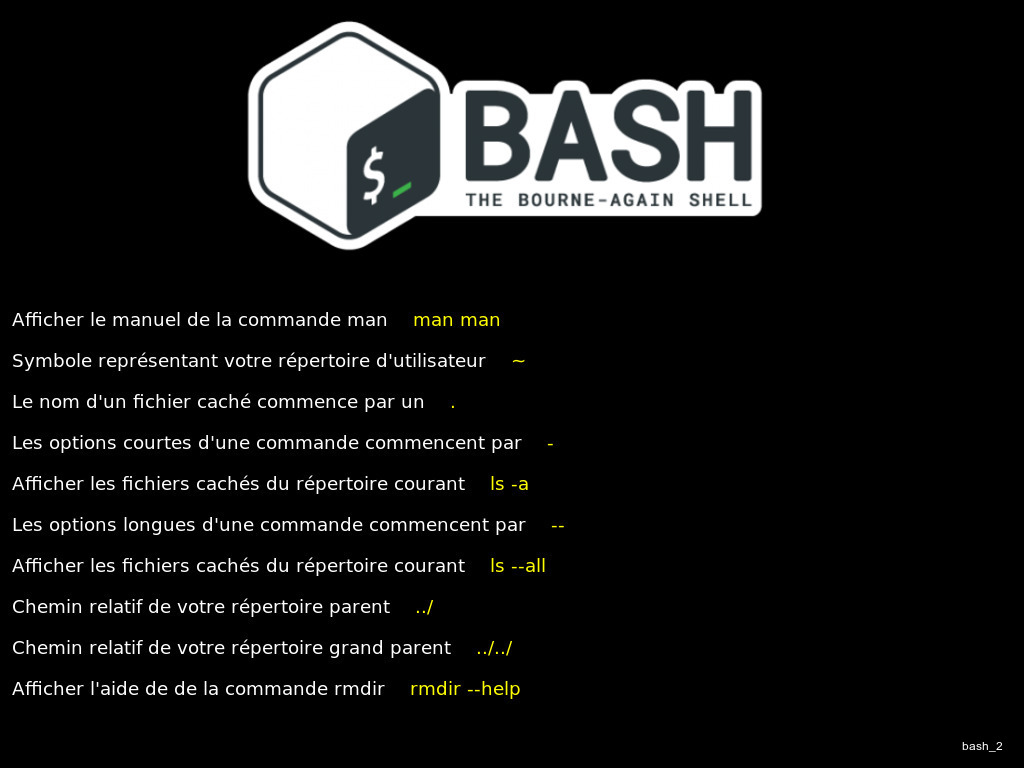 $_
BASH
THE BOURNE-AGAIN SHELL
Afficher le manuel de la commande man man man
Symbole représentant votre répertoire d'utilisateur ~
Le nom d'un fichier caché commence par un .
Les options courtes d'une commande commencent par -
Afficher les fichiers cachés du répertoire courant ls -a
Les options longues d'une commande commencent par --
Afficher les fichiers cachés du répertoire courant ls --all
Chemin relatif de votre répertoire parent ../
Chemin relatif de votre répertoire grand parent ../../
Afficher l'aide de de la commande rmdir rmdir --help
bash_2